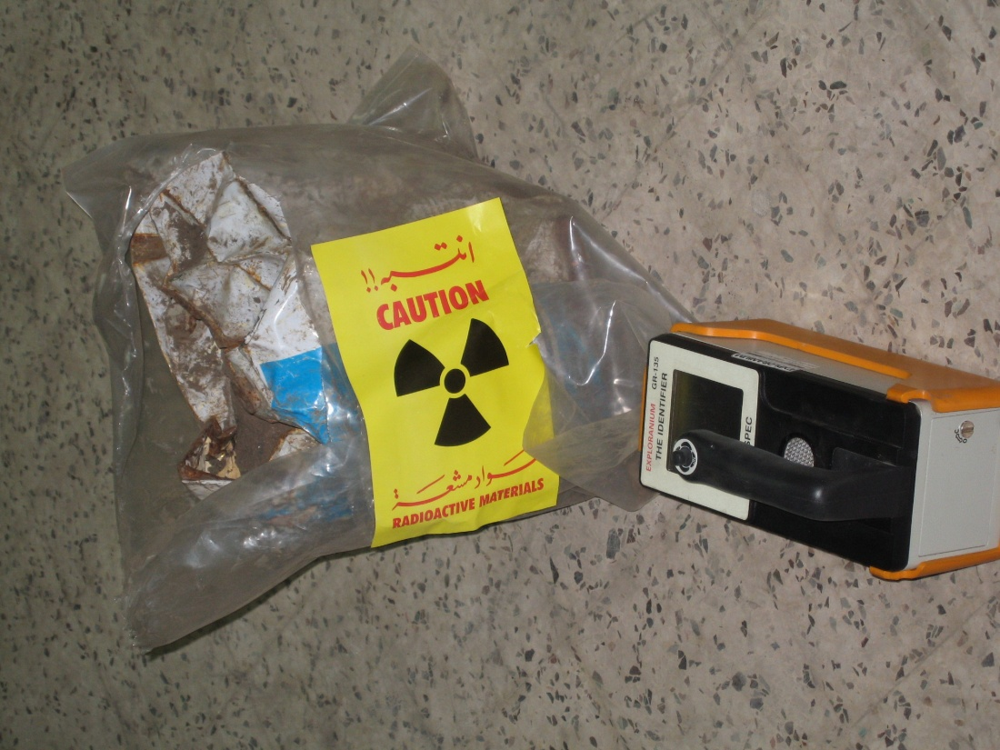 انتبه!!
CAUTION
مواد مشعة
RADIOACTIVE MATERIALS
EXPLORANIUM GR-135
THE IDENTIFIER
SPEC